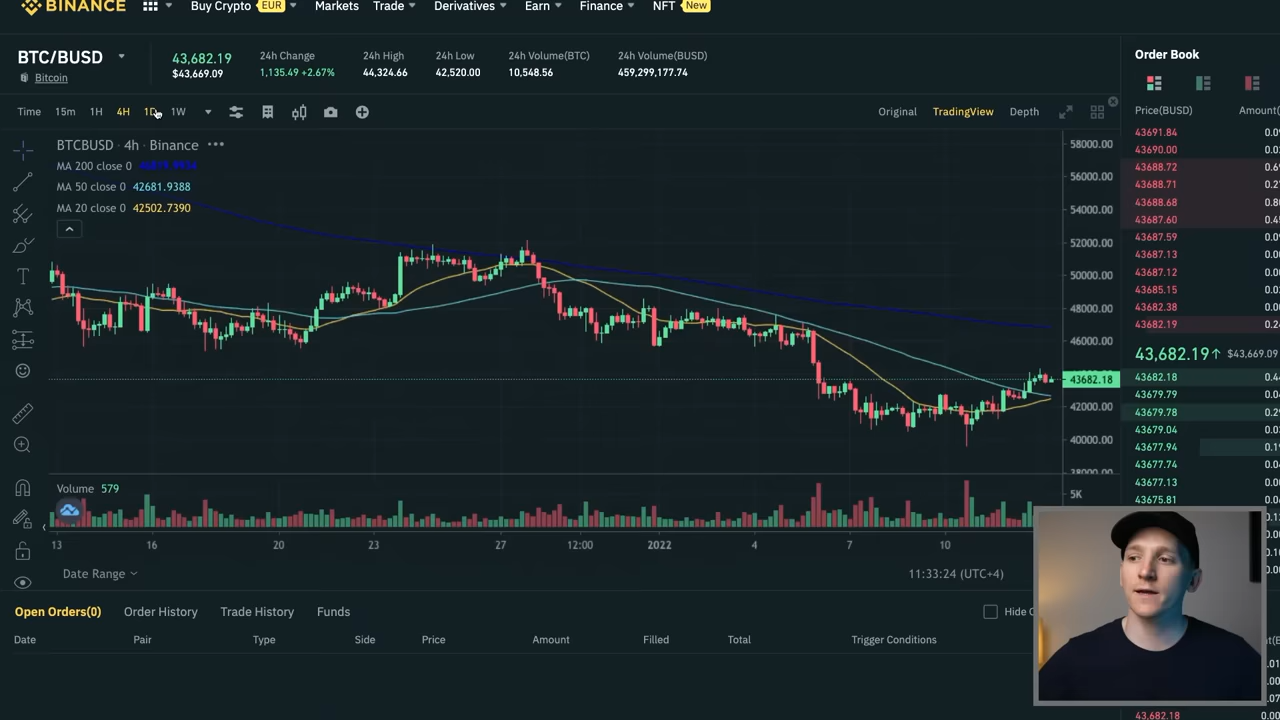 BINANCE
Buy Crypto EUR Markets Trade Derivatives Earn Finance NFT New
BTC/BUSD
Bitcoin
43,682.19
$43,669.09
24h Change
1,135.49 +2.67%
24h High
44,324.66
24h Low
42,520.00
24h Volume(BTC)
10,548.56
24h Volume(BUSD)
459,299,177.74
Time 15m 1H 4H 1D 1W
Original TradingView Depth
BTCBUSD · 4h · Binance
MA 200 close 0
MA 50 close 0 42681.9388
MA 20 close 0 42502.7390
58000.00
56000.00
54000.00
52000.00
50000.00
48000.00
46000.00
43682.18
42000.00
40000.00
38000.00
Volume 579
5K
13 16 20 23 27 12:00 2022 4 7 10
Date Range
11:33:24 (UTC+4)
Order Book
Price(BUSD)
43691.84
43690.00
43688.72
43688.71
43688.68
43687.60
43687.59
43687.13
43687.12
43685.15
43682.38
43682.19
43,682.19↑ $43,669.09
43682.18
43679.79
43679.78
43679.04
43677.94
43677.74
43677.13
43675.81
43,682.18
Open Orders(0) Order History Trade History Funds
Date Pair Type Side Price Amount Filled Total Trigger Conditions